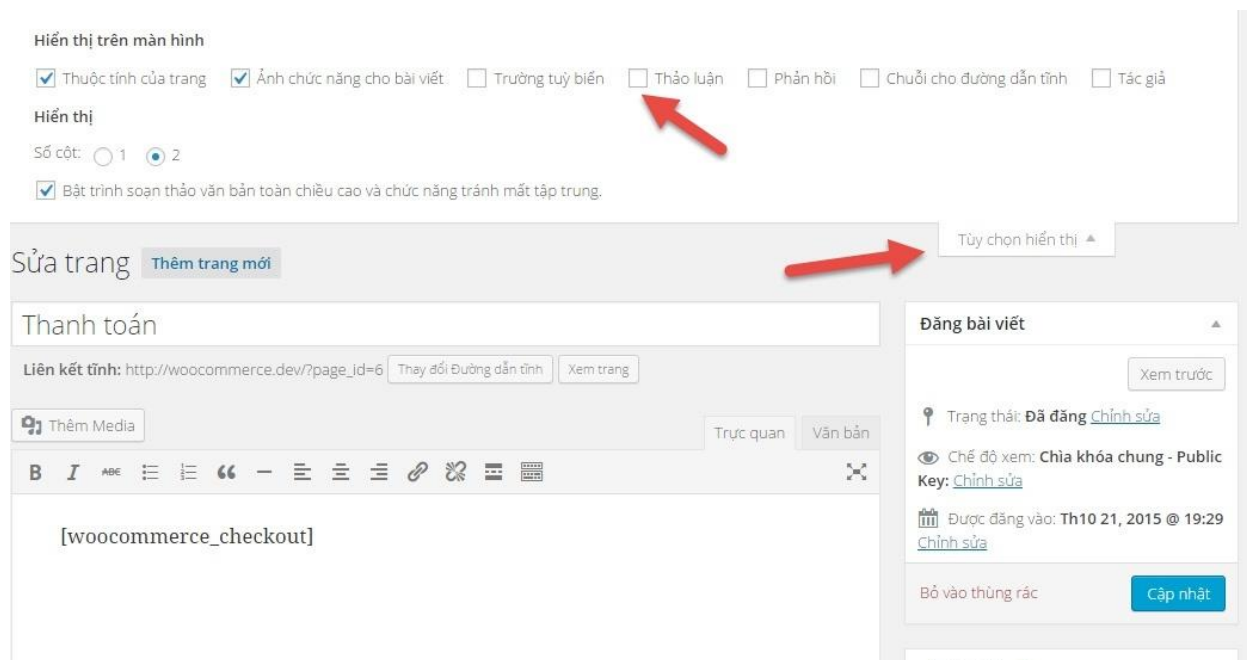 Hiển thị trên màn hình
Thuộc tính của trang Ảnh chức năng cho bài viết Trường tuỳ biến Thảo luận Phản hồi Chuỗi cho đường dẫn tĩnh Tác giả
Hiển thị
Số cột: 1 2
Bật trình soạn thảo văn bản toàn chiều cao và chức năng tránh mất tập trung.
Tùy chọn hiển thị
Sửa trang Thêm trang mới
Thanh toán
Liên kết tĩnh: http://woocommerce.dev/?page_id=6 Thay đổi Đường dẫn tĩnh Xem trang
Thêm Media
Trực quan Văn bản
B I ABC
[woocommerce_checkout]
Đăng bài viết
Xem trước
Trạng thái: Đã đăng Chỉnh sửa
Chế độ xem: Chìa khóa chung - Public
Key: Chỉnh sửa
Được đăng vào: Th10 21, 2015 @ 19:29
Chỉnh sửa
Bỏ vào thùng rác Cập nhật